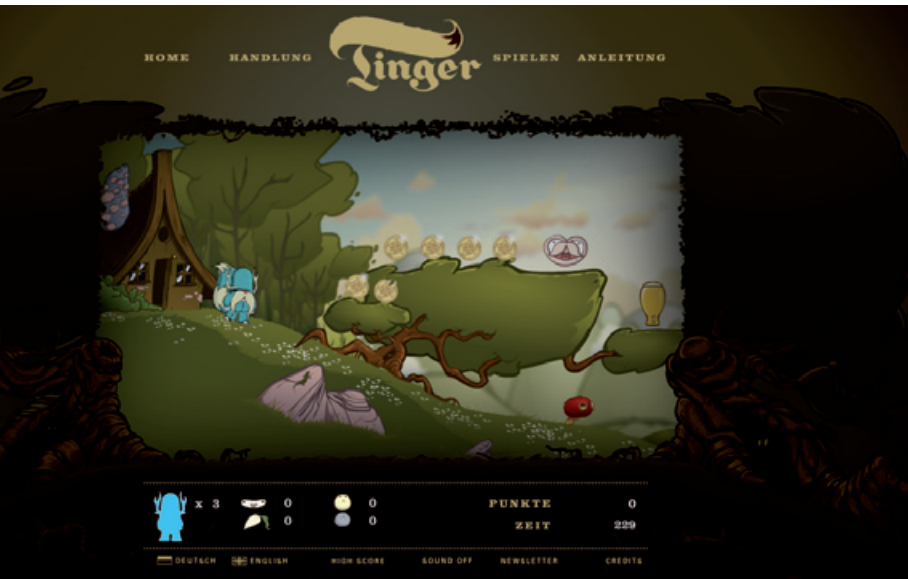 HOME HANDLUNG Tinger SPIELEN ANLEITUNG
x 3 0 0 PUNKTE 0
0 0 ZEIT 229
DEUTSCH ENGLISH HIGH SCORE SOUND OFF NEWSLETTER CREDITS